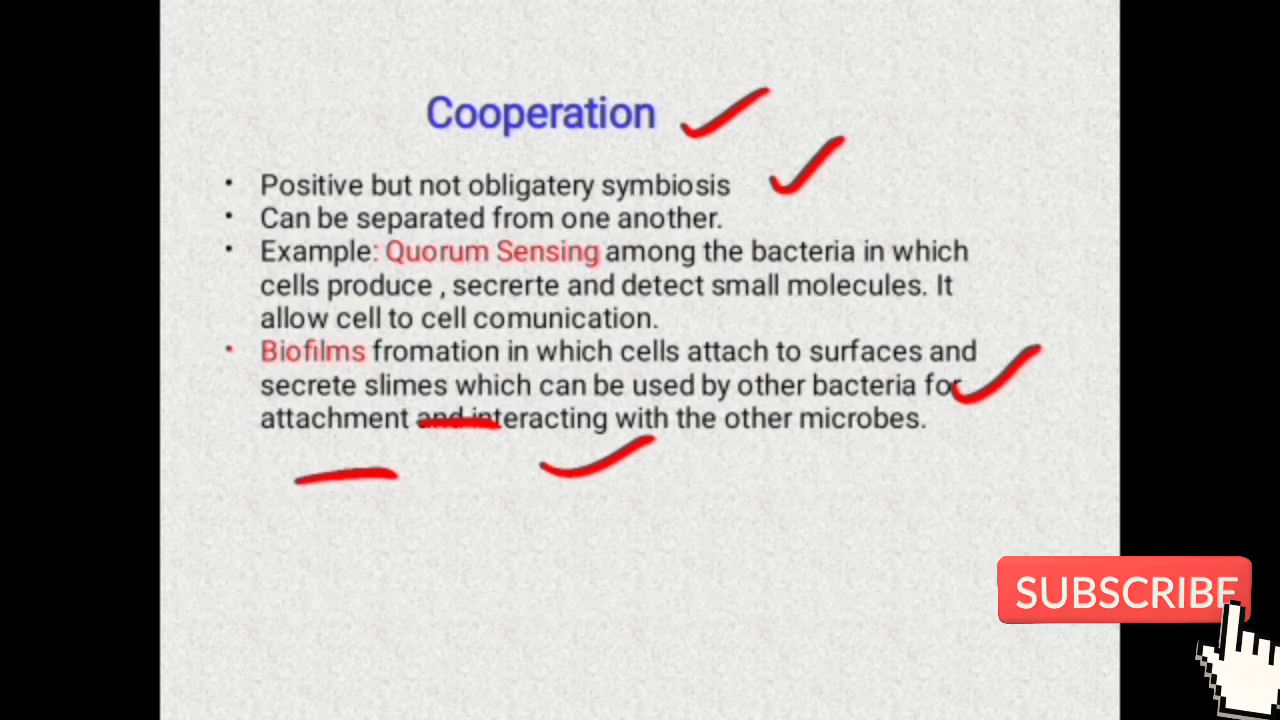 Cooperation
• Positive but not obligatery symbiosis
• Can be separated from one another.
• Example: Quorum Sensing among the bacteria in which
cells produce , secrerte and detect small molecules. It
allow cell to cell comunication.
• Biofilms fromation in which cells attach to surfaces and
secrete slimes which can be used by other bacteria for
attachment and interacting with the other microbes.
SUBSCRIBE